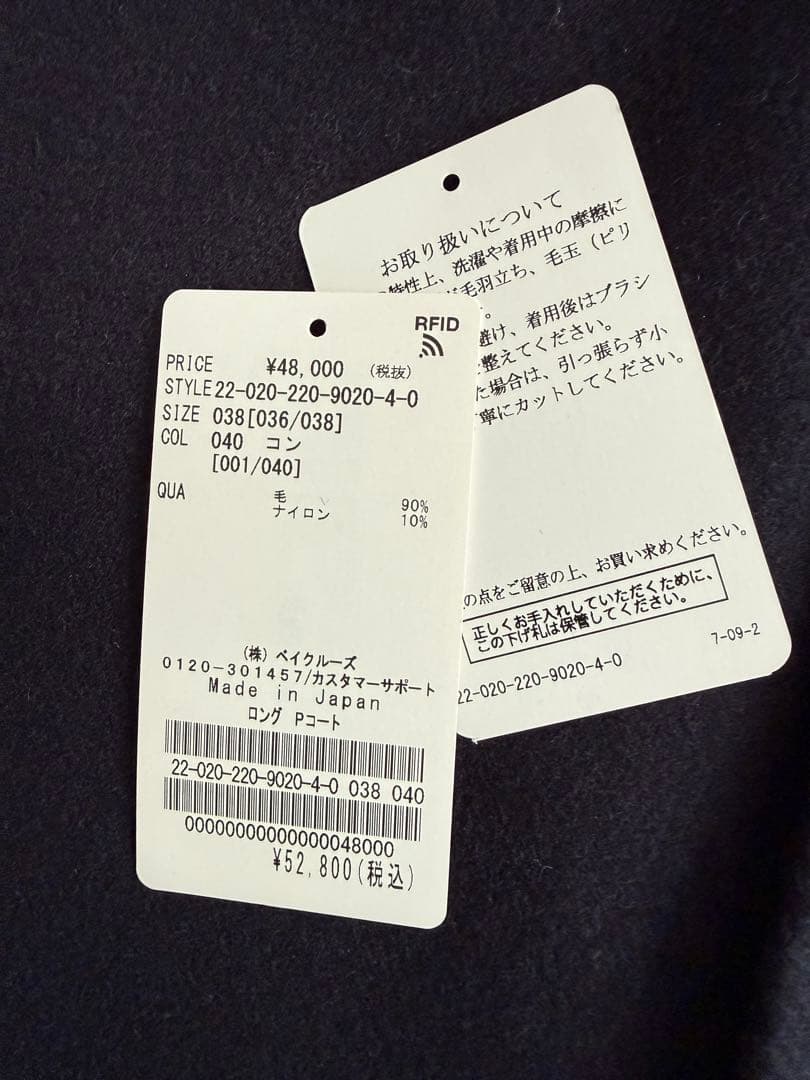 RFID
PRICE ¥48,000 (税抜)
STYLE 22-020-220-9020-4-0
SIZE 038[036/038]
COL 040 コン
[001/040]
QUA 毛 90%
ナイロン 10%
(株) ベイクルーズ
0120-301457/カスタマーサポート
Made in Japan
ロング Pコート
22-020-220-9020-4-0 038 040
00000000000000048000
¥52,800(税込)
お取り扱いについて
特性上、洗濯や着用中の摩擦に
毛羽立ち、毛玉(ピリ
。
避け、着用後はブラシ
整えてください。
た場合は、引っ張らず小
寧にカットしてください。
の点をご留意の上、お買い求めください。
正しくお手入れしていただくために、
この下げ札は保管してください。
7-09-2
22-020-220-9020-4-0